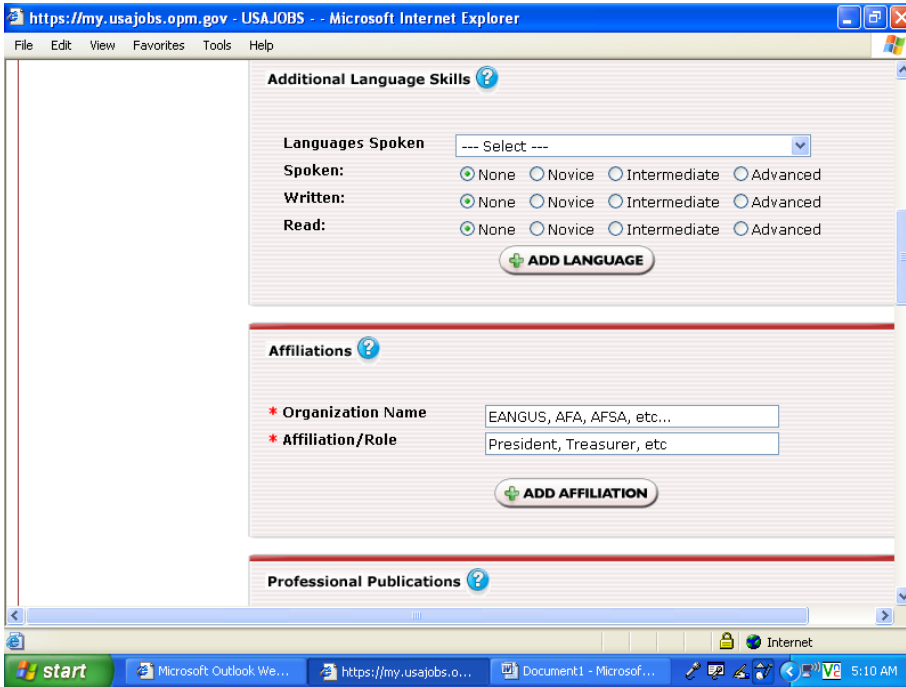 https://my.usajobs.opm.gov - USAJOBS - - Microsoft Internet Explorer
File Edit View Favorites Tools Help
Additional Language Skills ?
Languages Spoken --- Select ---
Spoken: None Novice Intermediate Advanced
Written: None Novice Intermediate Advanced
Read: None Novice Intermediate Advanced
ADD LANGUAGE
Affiliations ?
* Organization Name EANGUS, AFA, AFSA, etc...
* Affiliation/Role President, Treasurer, etc
ADD AFFILIATION
Professional Publications ?
Internet
start Microsoft Outlook We... https://my.usajobs.o... Document1 - Microsof... 5:10 AM